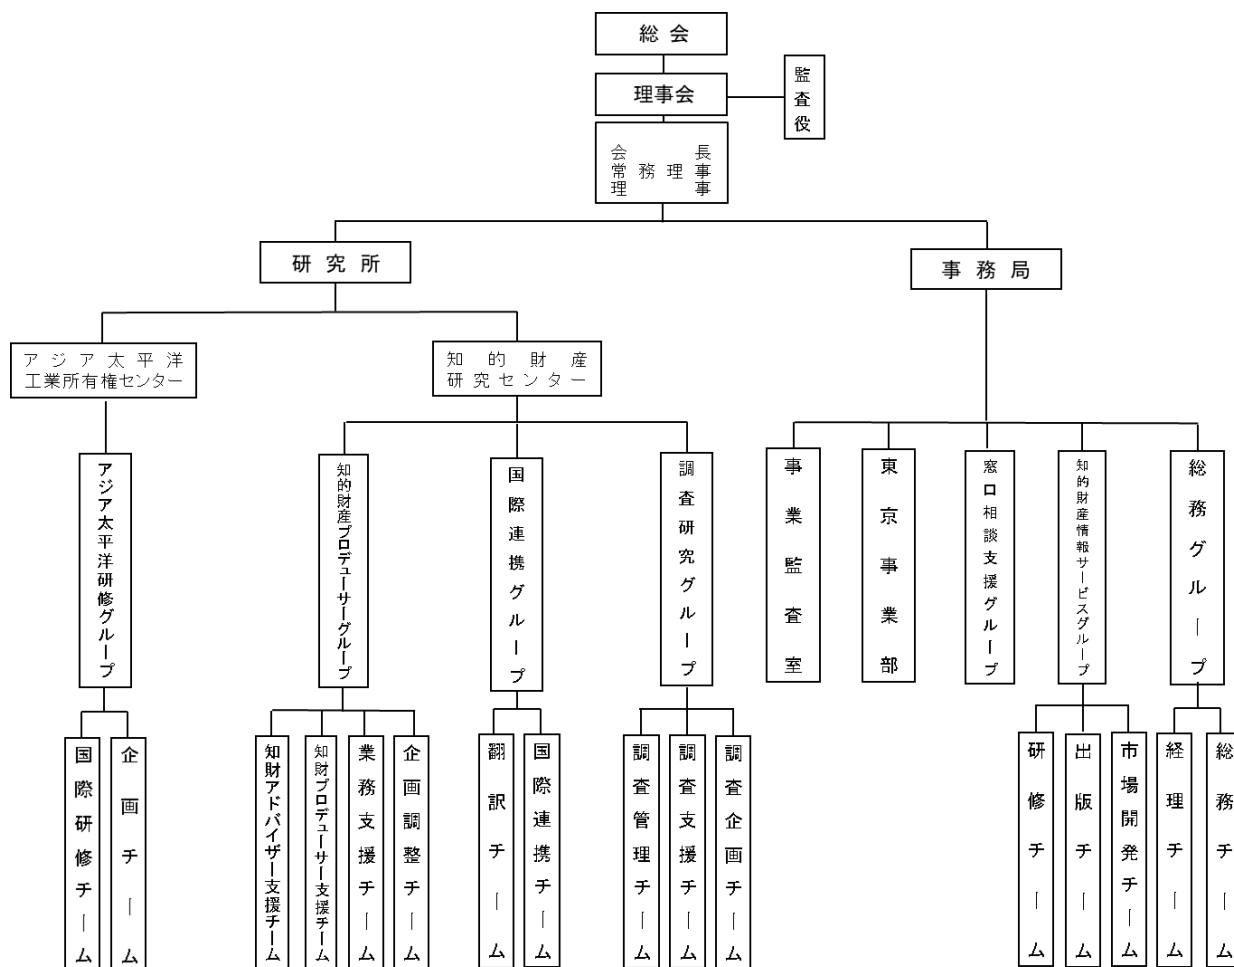 総会
理事会
監査役
会長
常務理事
理事
研究所
事務局
アジア太平洋
工業所有権センター
知的財産
研究センター
アジア太平洋研修グループ
知的財産プロデューサーグループ
国際連携グループ
調査研究グループ
事業監査室
東京事業部
窓口相談支援グループ
知的財産情報サービスグループ
総務グループ
国際研修チーム
企画チーム
知財アドバイザー支援チーム
知財プロデューサー支援チーム
業務支援チーム
企画調整チーム
翻訳チーム
国際連携チーム
調査管理チーム
調査支援チーム
調査企画チーム
研修チーム
出版チーム
市場開発チーム
経理チーム
総務チーム